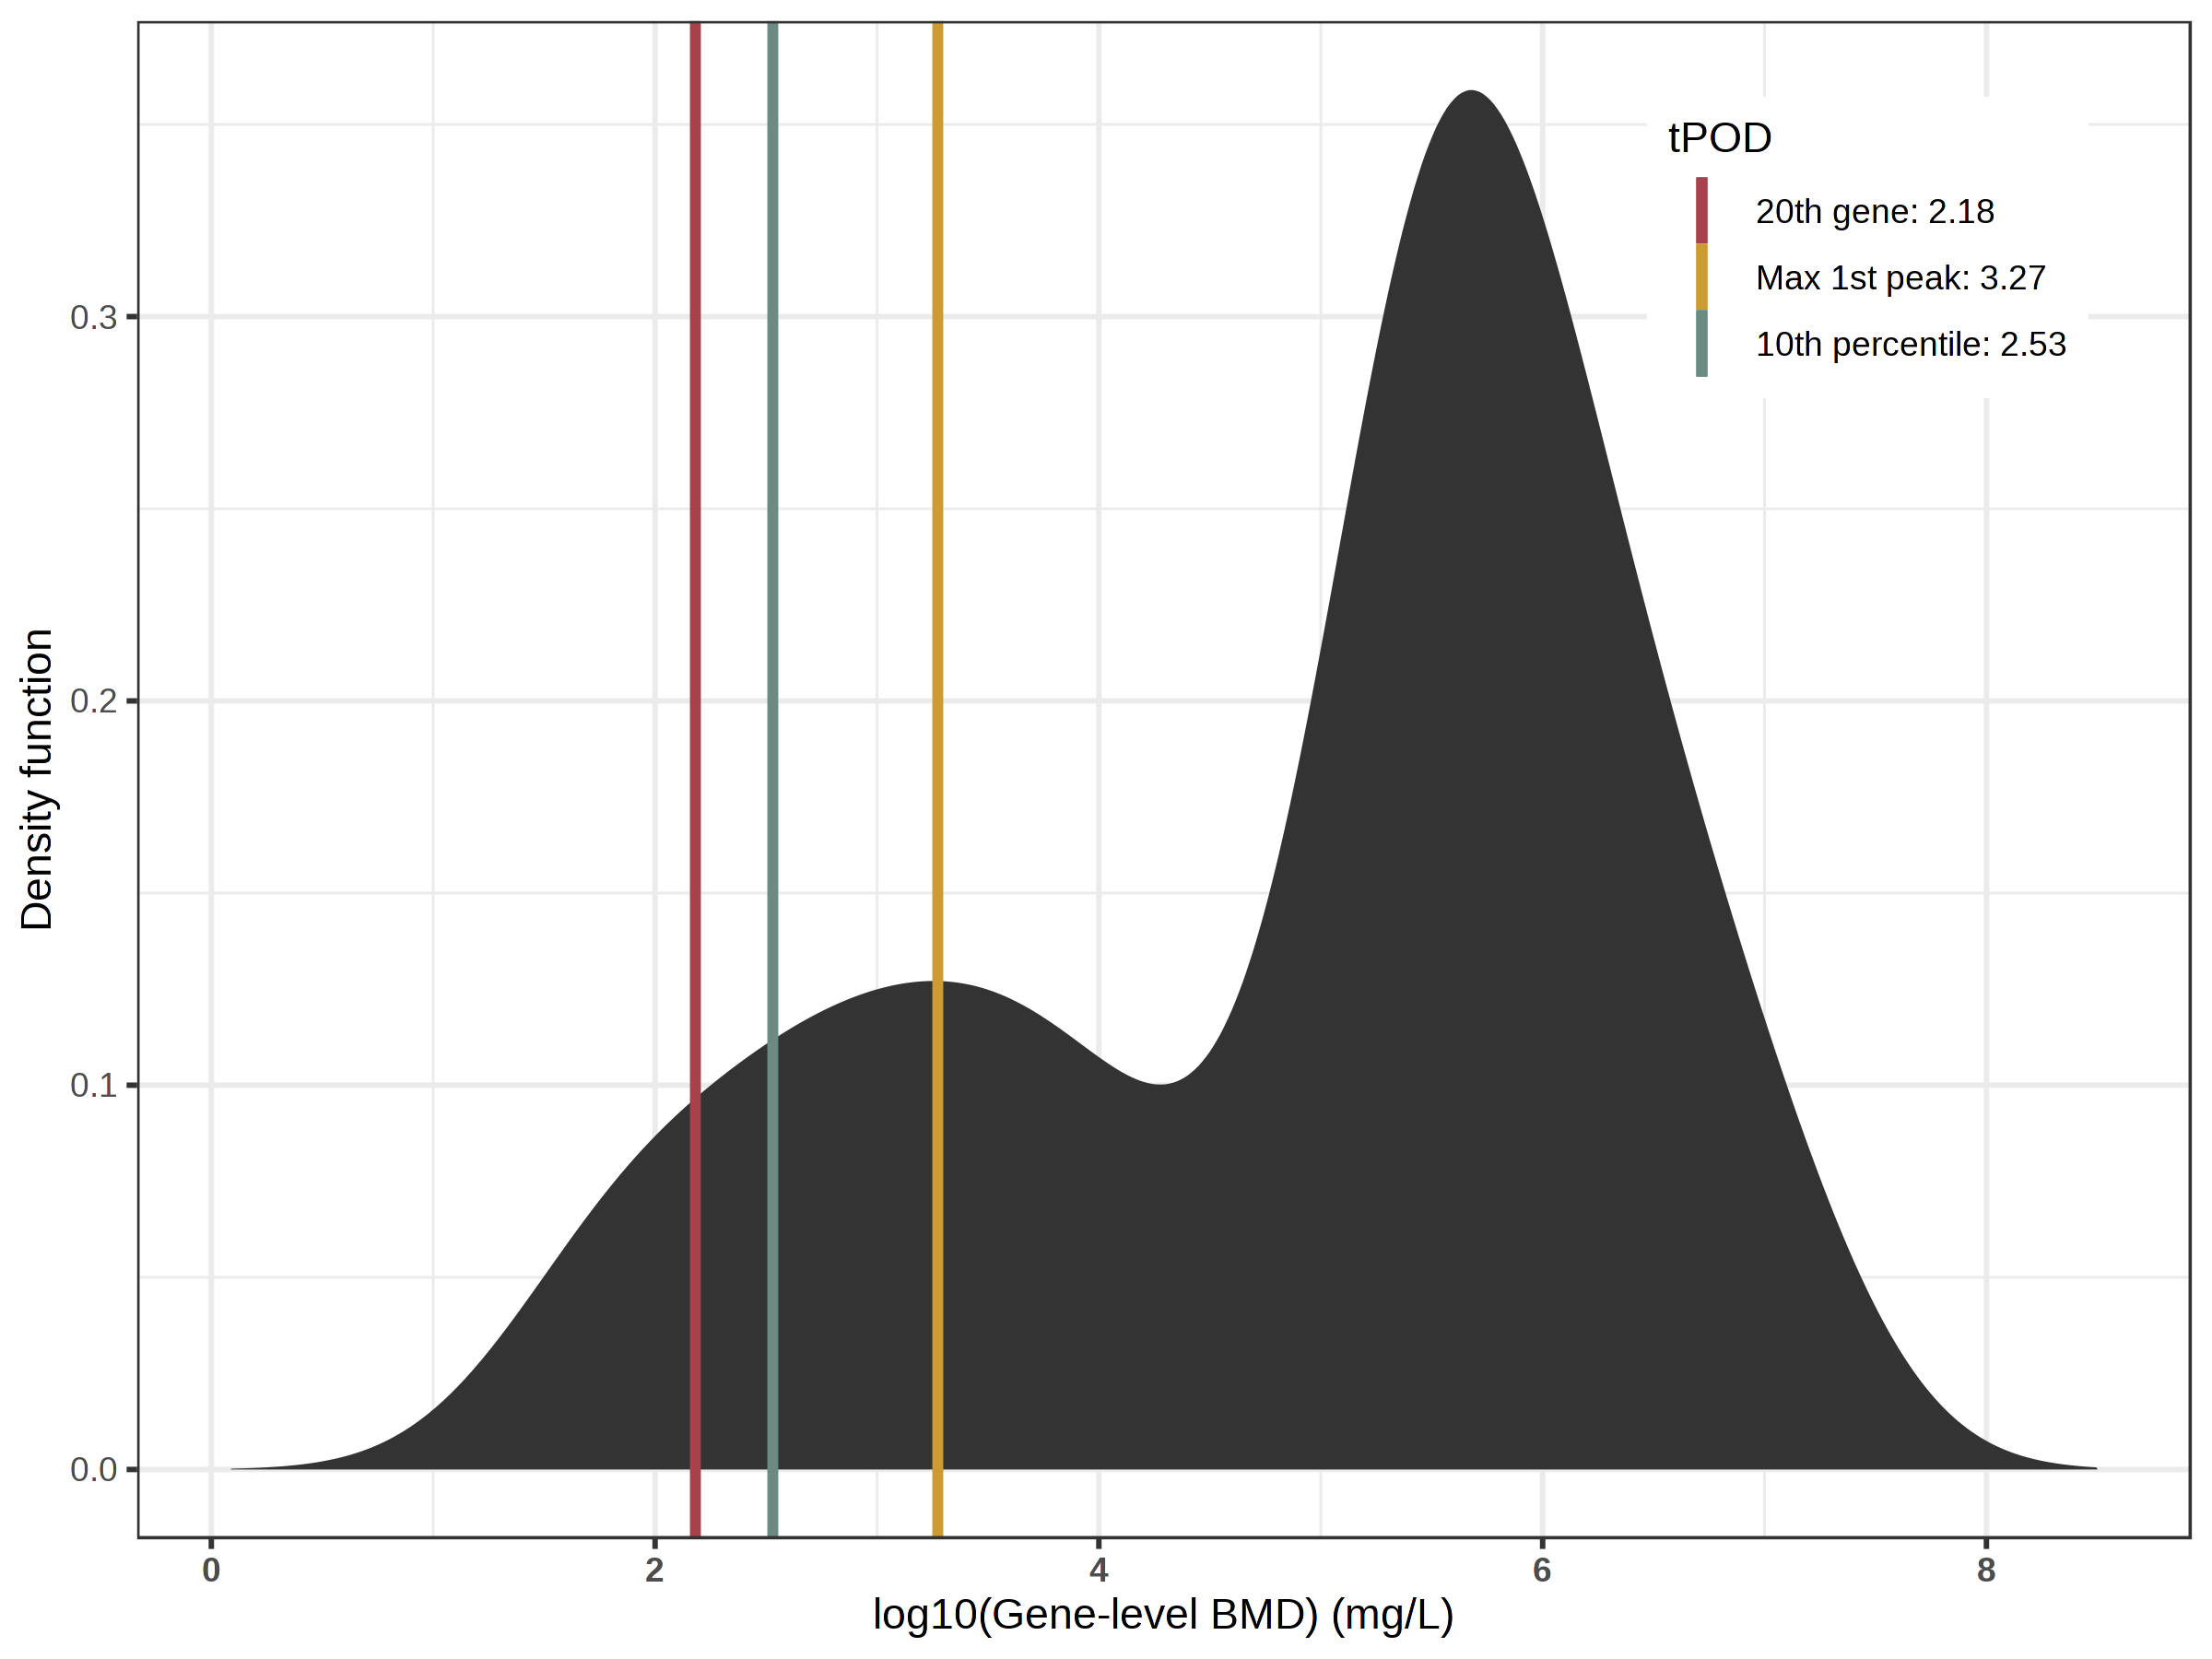 tPOD
20th gene: 2.18
Max 1st peak: 3.27
10th percentile: 2.53
Density function
0.3
0.2
0.1
0.0
0 2 4 6 8
log10(Gene-level BMD) (mg/L)